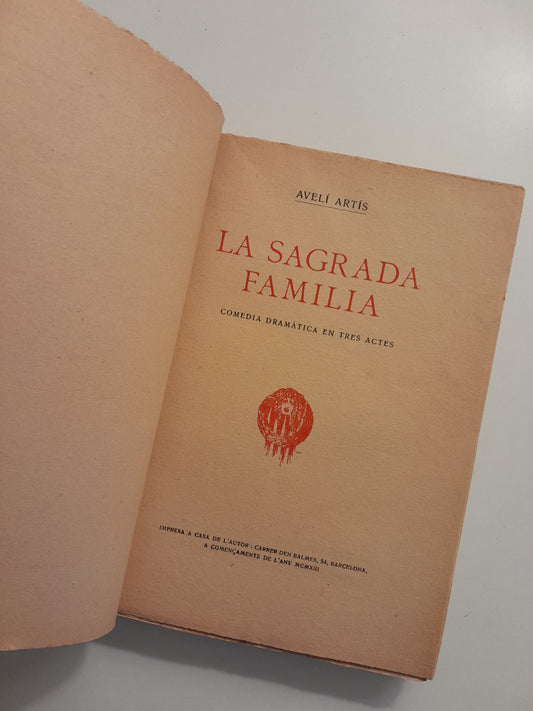 AVELÍ ARTÍS
LA SAGRADA
FAMILIA
COMEDIA DRAMÀTICA EN TRES ACTES
IMPRESA A CASA DE L'AUTOR : CARRER DEN BALMES, 54, BARCELONA,
A COMENÇAMENTS DE L'ANY MCMXIII